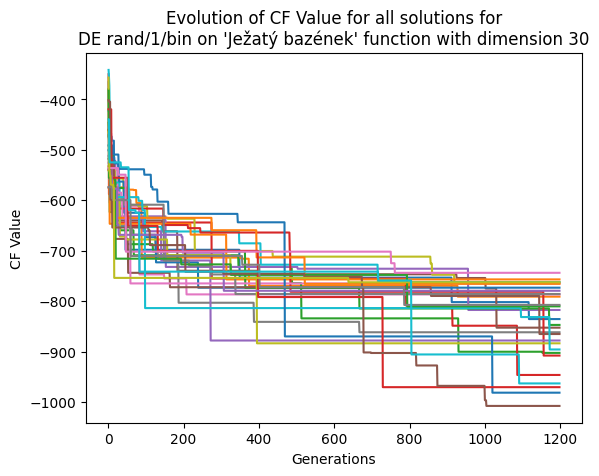 Evolution of CF Value for all solutions for
DE rand/1/bin on 'Ježatý bazének' function with dimension 30
CF Value
−400
−500
−600
−700
−800
−900
−1000
0 200 400 600 800 1000 1200
Generations